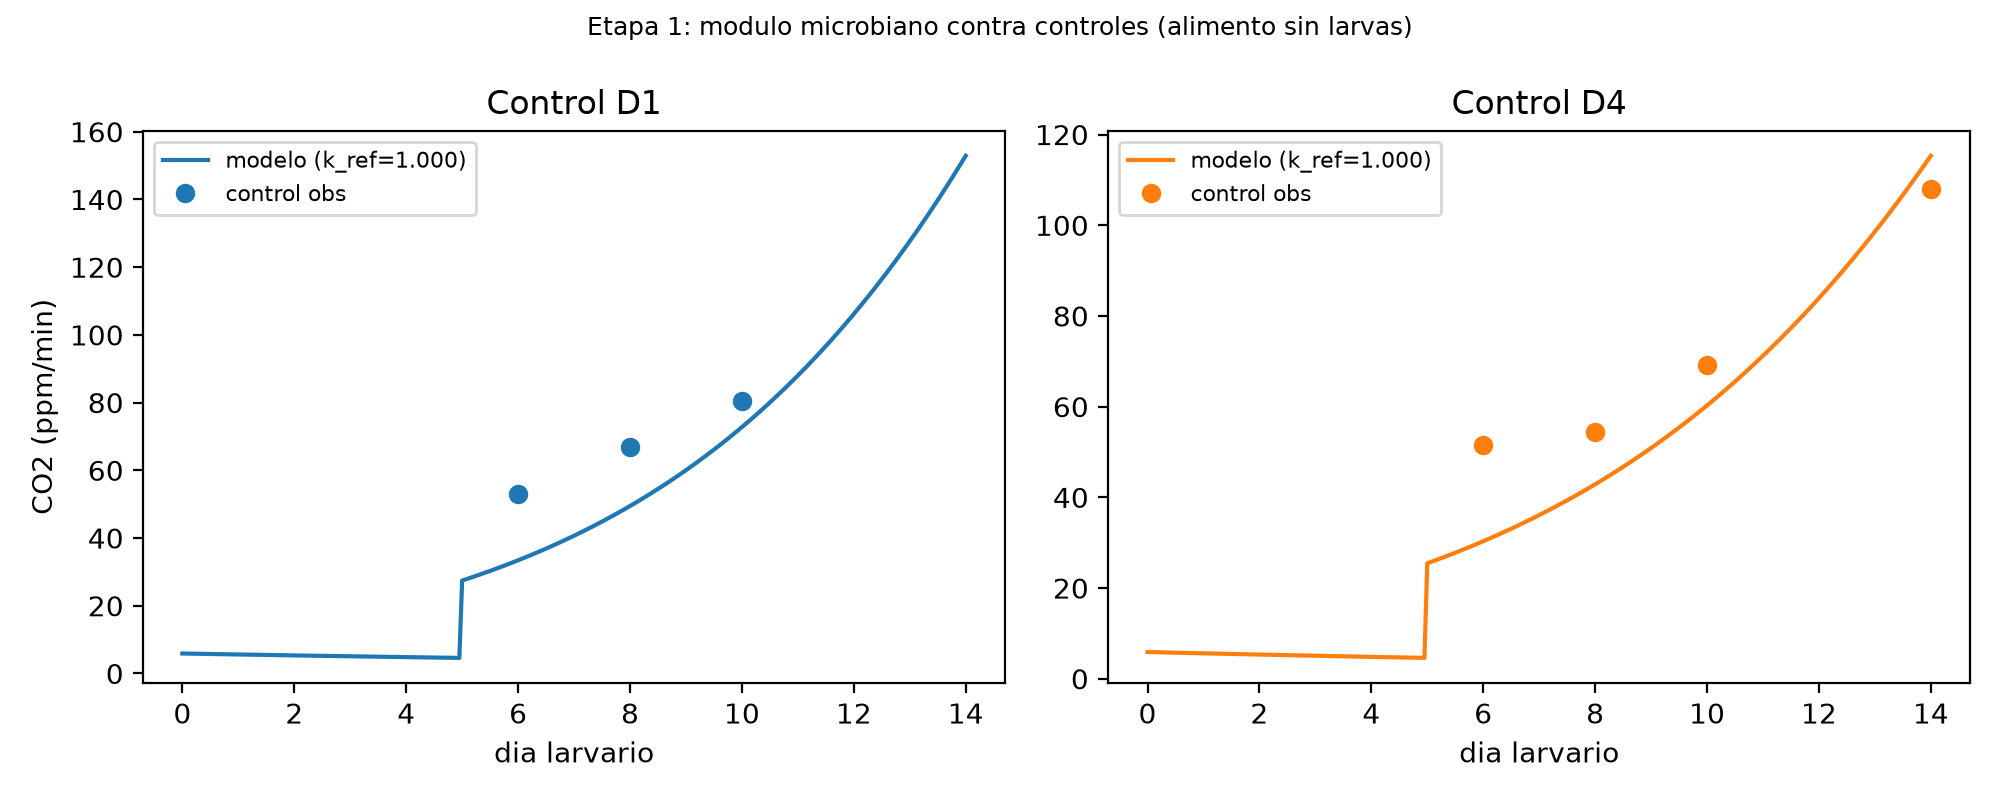 Etapa 1: modulo microbiano contra controles (alimento sin larvas)
Control D1
CO2 (ppm/min)
160
140
120
100
80
60
40
20
0
modelo (k_ref=1.000)
control obs
0 2 4 6 8 10 12 14
dia larvario
Control D4
120
100
80
60
40
20
0
modelo (k_ref=1.000)
control obs
0 2 4 6 8 10 12 14
dia larvario